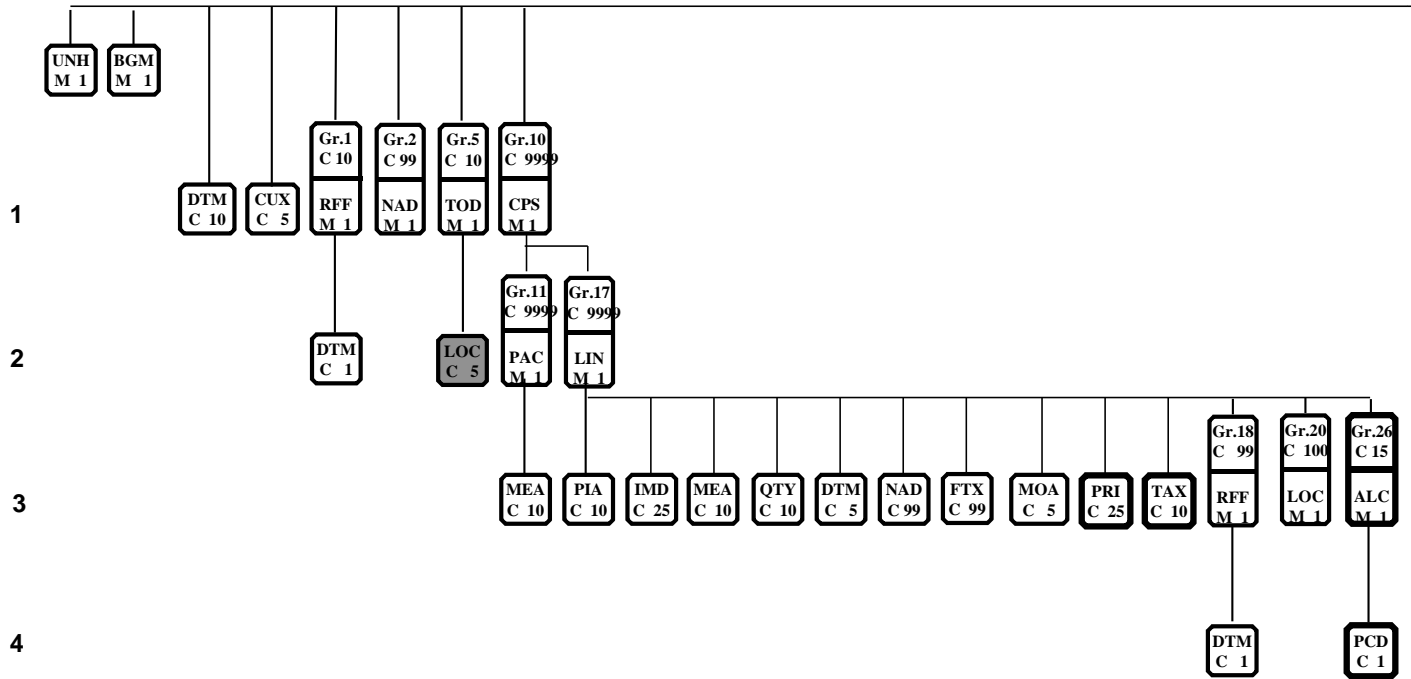 UNH
M 1
BGM
M 1
Gr.1
C 10
Gr.2
C 99
Gr.5
C 10
Gr.10
C 9999
1
DTM
C 10
CUX
C 5
RFF
M 1
NAD
M 1
TOD
M 1
CPS
M 1
Gr.11
C 9999
Gr.17
C 9999
2
DTM
C 1
LOC
C 5
PAC
M 1
LIN
M 1
Gr.18
C 99
Gr.20
C 100
Gr.26
C 15
3
MEA
C 10
PIA
C 10
IMD
C 25
MEA
C 10
QTY
C 10
DTM
C 5
NAD
C 99
FTX
C 99
MOA
C 5
PRI
C 25
TAX
C 10
RFF
M 1
LOC
M 1
ALC
M 1
4
DTM
C 1
PCD
C 1